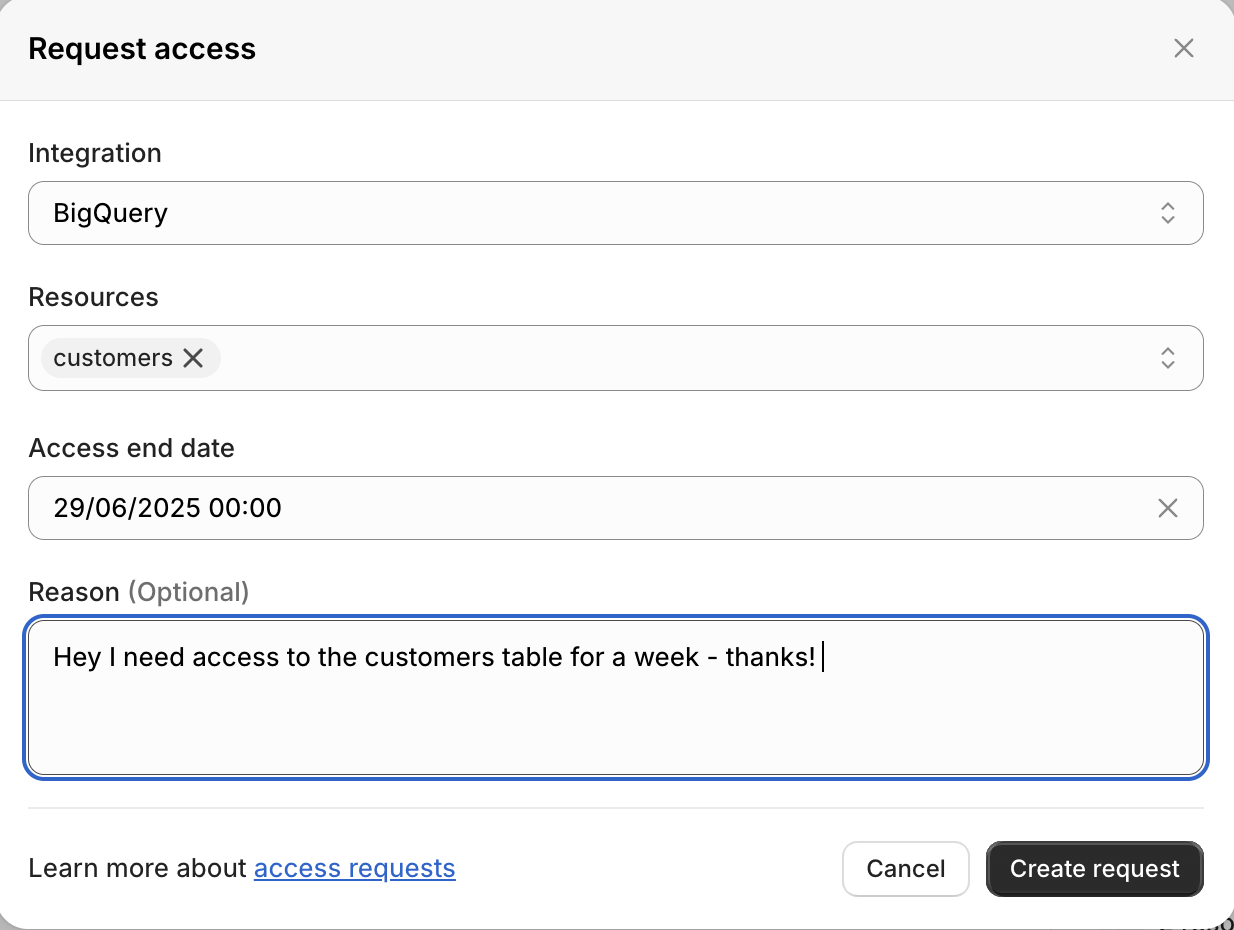 Request access
Integration
BigQuery
Resources
customers
Access end date
29/06/2025 00:00
Reason (Optional)
Hey I need access to the customers table for a week - thanks!
Learn more about access requests
Cancel
Create request